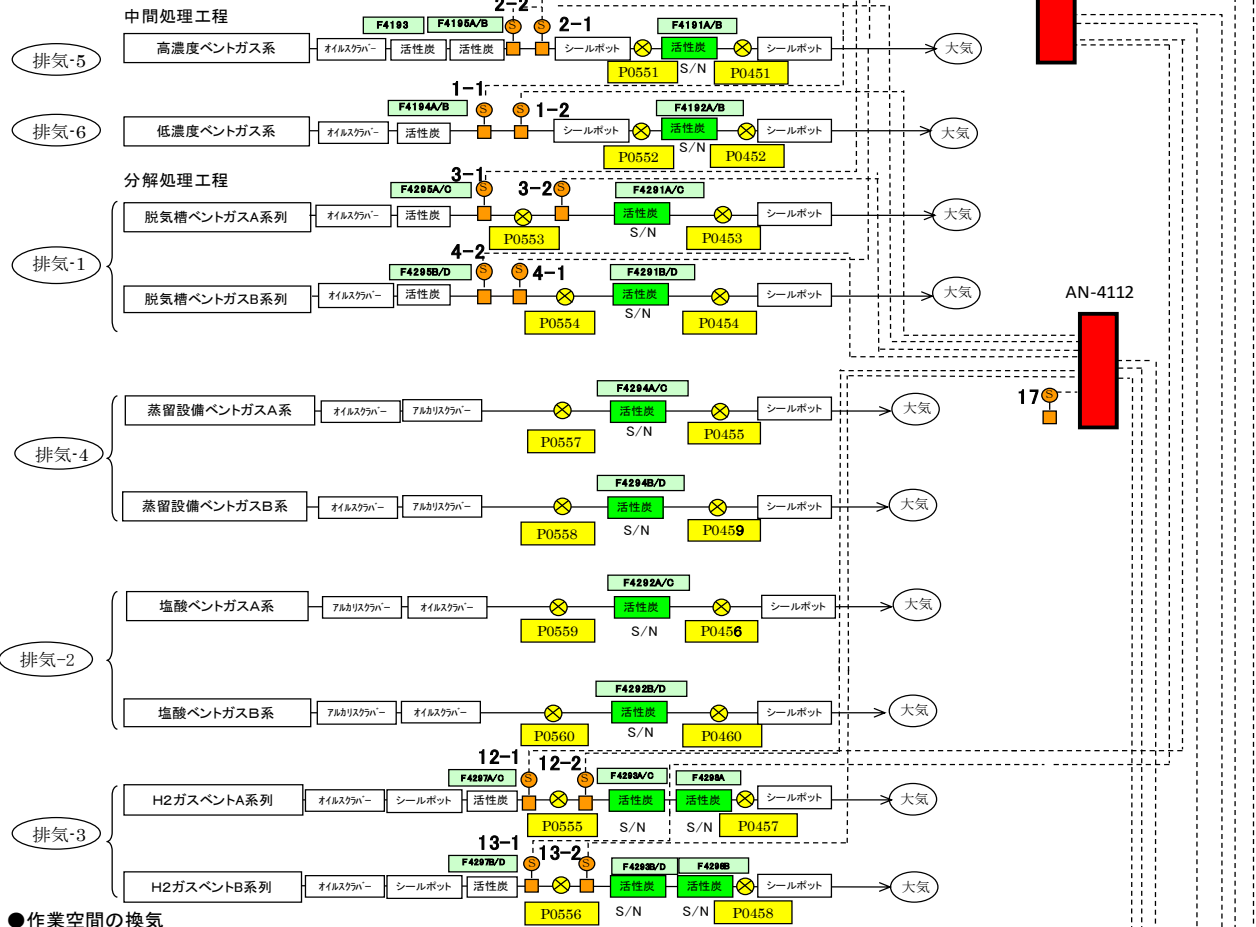 中間処理工程
2-2
F4193 F4195A/B 2-1 F4191A/B
排気-5 高濃度ベントガス系 オイルスクラバー 活性炭 活性炭 シールポット 活性炭 シールポット 大気
P0551 S/N P0451
1-1
F4194A/B 1-2 F4192A/B
排気-6 低濃度ベントガス系 オイルスクラバー 活性炭 シールポット 活性炭 シールポット 大気
P0552 S/N P0452
分解処理工程
3-1
F4295A/C 3-2 F4291A/C
脱気槽ベントガスA系列 オイルスクラバー 活性炭 活性炭 シールポット 大気
P0553 S/N P0453
排気-1
4-2
F4295B/D 4-1 F4291B/D
脱気槽ベントガスB系列 オイルスクラバー 活性炭 活性炭 シールポット 大気
P0554 S/N P0454
AN-4112
17 S
F4294A/C
蒸留設備ベントガスA系 オイルスクラバー アルカリスクラバー 活性炭 シールポット 大気
P0557 S/N P0455
排気-4
F4294B/D
蒸留設備ベントガスB系 オイルスクラバー アルカリスクラバー 活性炭 シールポット 大気
P0558 S/N P0459
F4292A/C
塩酸ベントガスA系 アルカリスクラバー オイルスクラバー 活性炭 シールポット 大気
P0559 S/N P0456
排気-2
F4292B/D
塩酸ベントガスB系 アルカリスクラバー オイルスクラバー 活性炭 シールポット 大気
P0560 S/N P0460
12-1 12-2
F4297A/C F4293A/C F4298A
H2ガスベントA系列 オイルスクラバー シールポット 活性炭 活性炭 活性炭 シールポット 大気
P0555 S/N S/N P0457
排気-3
13-1 13-2
F4297B/D F4293B/D F4298B
H2ガスベントB系列 オイルスクラバー シールポット 活性炭 活性炭 活性炭 シールポット 大気
P0556 S/N S/N P0458
●作業空間の換気